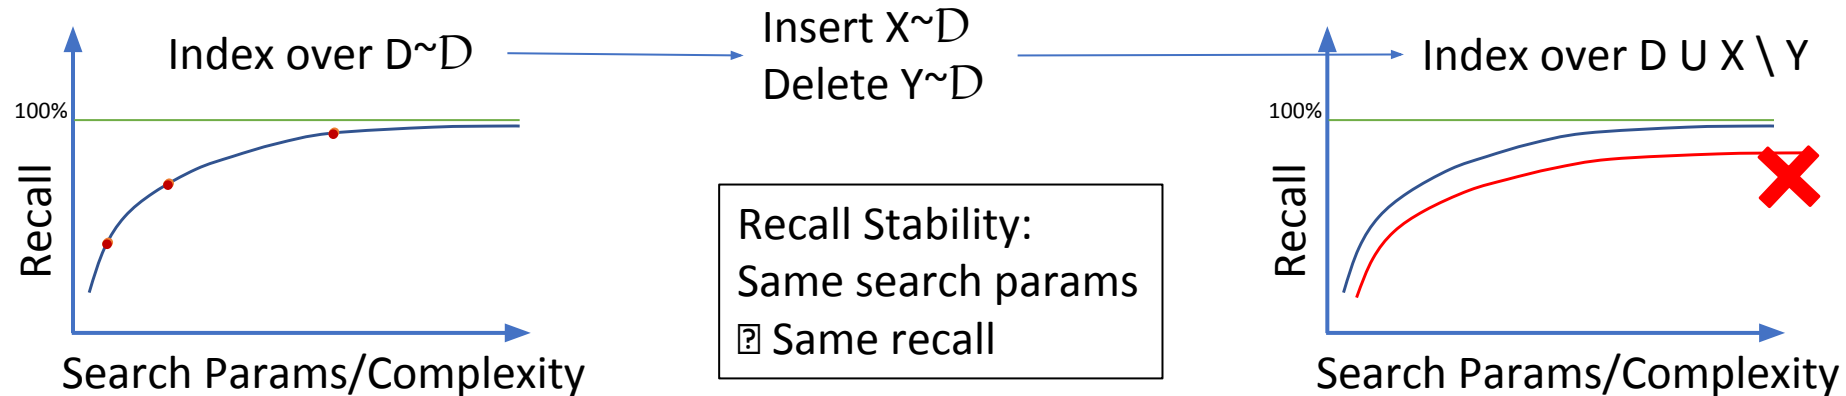 Index over D~𝒟
Insert X~𝒟
Delete Y~𝒟
Index over D U X \ Y
100%
Recall
Search Params/Complexity
Recall Stability:
Same search params
⍰ Same recall
100%
Recall
Search Params/Complexity